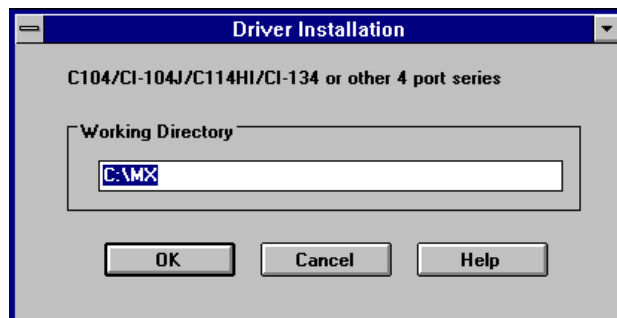 Driver Installation
C104/CI-104J/C114HI/CI-134 or other 4 port series
Working Directory
C:\MX
OK Cancel Help